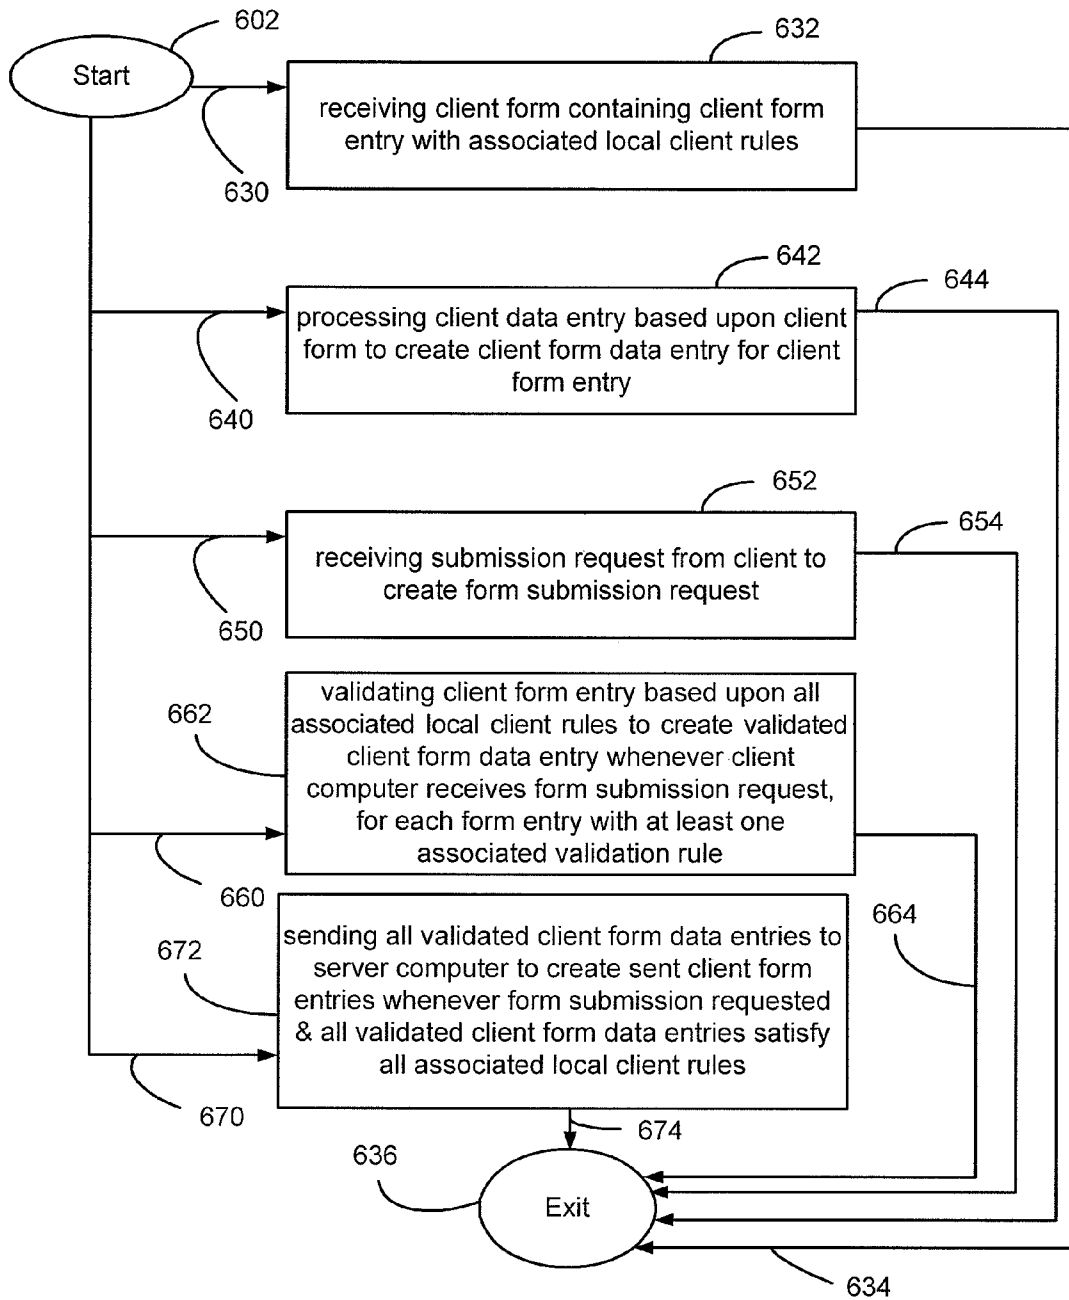 602
Start
632
receiving client form containing client form
entry with associated local client rules
630
642
644
processing client data entry based upon client
form to create client form data entry for client
form entry
640
652
654
receiving submission request from client to
create form submission request
650
662
validating client form entry based upon all
associated local client rules to create validated
client form data entry whenever client
computer receives form submission request,
for each form entry with at least one
associated validation rule
660
664
672
sending all validated client form data entries to
server computer to create sent client form
entries whenever form submission requested
& all validated client form data entries satisfy
all associated local client rules
670
674
636
Exit
634